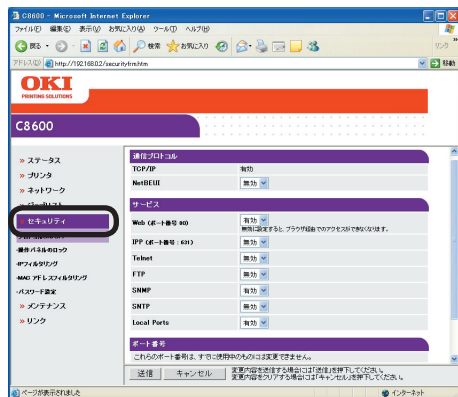 C8600 - Microsoft Internet Explorer
ファイル(F) 編集(E) 表示(V) お気に入り(A) ツール(T) ヘルプ(H)
戻る 検索 お気に入り リンク
アドレス(D) http://192.168.0.2/securityfrm.htm 移動
OKI
PRINTING SOLUTIONS
C8600
» ステータス
» プリンタ
» ネットワーク
» セキュリティ
・操作パネルのロック
・IPフィルタリング
・MAC アドレスフィルタリング
・パスワード設定
» メンテナンス
» リンク
通信プロトコル
TCP/IP 有効
NetBEUI 無効
サービス
Web (ポート番号 80) 有効
無効に設定すると、ブラウザ経由でのアクセスができなくなります。
IPP (ポート番号 : 631) 無効
Telnet 無効
FTP 無効
SNMP 有効
SNTP 無効
Local Ports 有効
ポート番号
これらのポート番号は、すでに使用中のものには変更できません。
送信 キャンセル 変更内容を送信する場合には「送信」を押下してください。
変更内容をクリアする場合には「キャンセル」を押下してください。
ページが表示されました インターネット